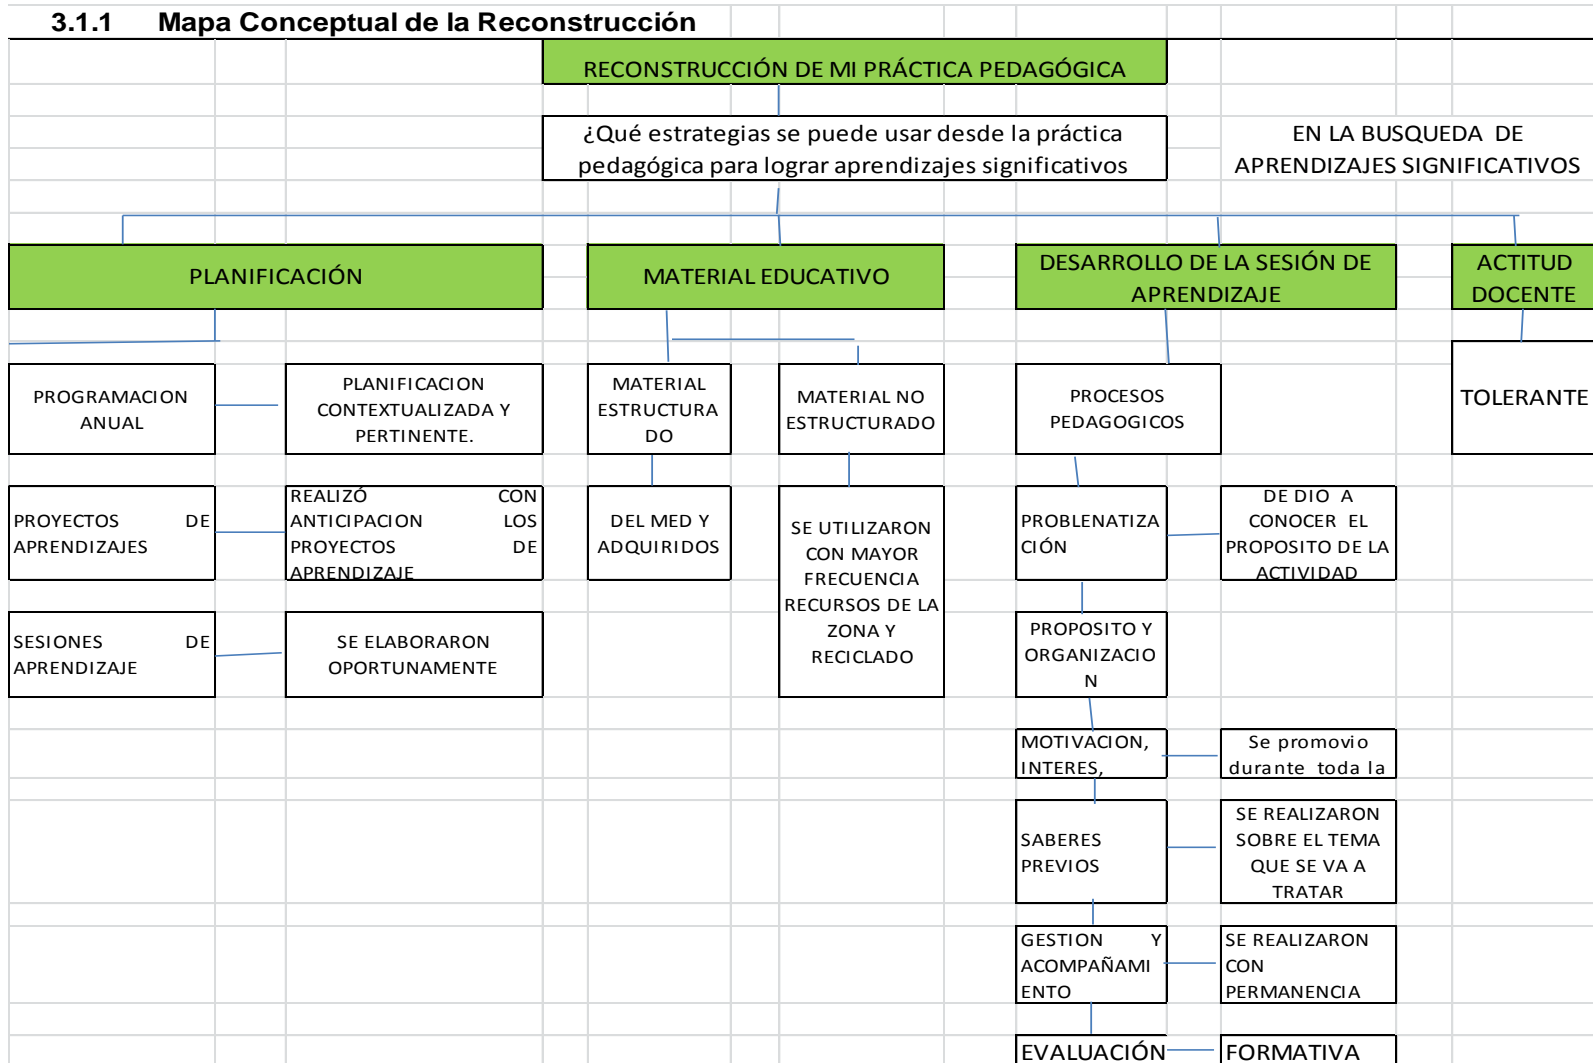 3.1.1 Mapa Conceptual de la Reconstrucción
RECONSTRUCCIÓN DE MI PRÁCTICA PEDAGÓGICA
¿Qué estrategias se puede usar desde la práctica
pedagógica para lograr aprendizajes significativos
EN LA BUSQUEDA DE
APRENDIZAJES SIGNIFICATIVOS
PLANIFICACIÓN
MATERIAL EDUCATIVO
DESARROLLO DE LA SESIÓN DE
APRENDIZAJE
ACTITUD
DOCENTE
PROGRAMACION
ANUAL
PLANIFICACION
CONTEXTUALIZADA Y
PERTINENTE.
MATERIAL
ESTRUCTURA
DO
MATERIAL NO
ESTRUCTURADO
PROCESOS
PEDAGOGICOS
TOLERANTE
PROYECTOS DE
APRENDIZAJES
REALIZÓ CON
ANTICIPACION LOS
PROYECTOS DE
APRENDIZAJE
DEL MED Y
ADQUIRIDOS
SE UTILIZARON
CON MAYOR
FRECUENCIA
RECURSOS DE LA
ZONA Y
RECICLADO
PROBLENATIZA
CIÓN
DE DIO A
CONOCER EL
PROPOSITO DE LA
ACTIVIDAD
SESIONES DE
APRENDIZAJE
SE ELABORARON
OPORTUNAMENTE
PROPOSITO Y
ORGANIZACIO
N
MOTIVACION,
INTERES,
Se promovio
durante toda la
SABERES
PREVIOS
SE REALIZARON
SOBRE EL TEMA
QUE SE VA A
TRATAR
GESTION Y
ACOMPAÑAMI
ENTO
SE REALIZARON
CON
PERMANENCIA
EVALUACIÓN
FORMATIVA